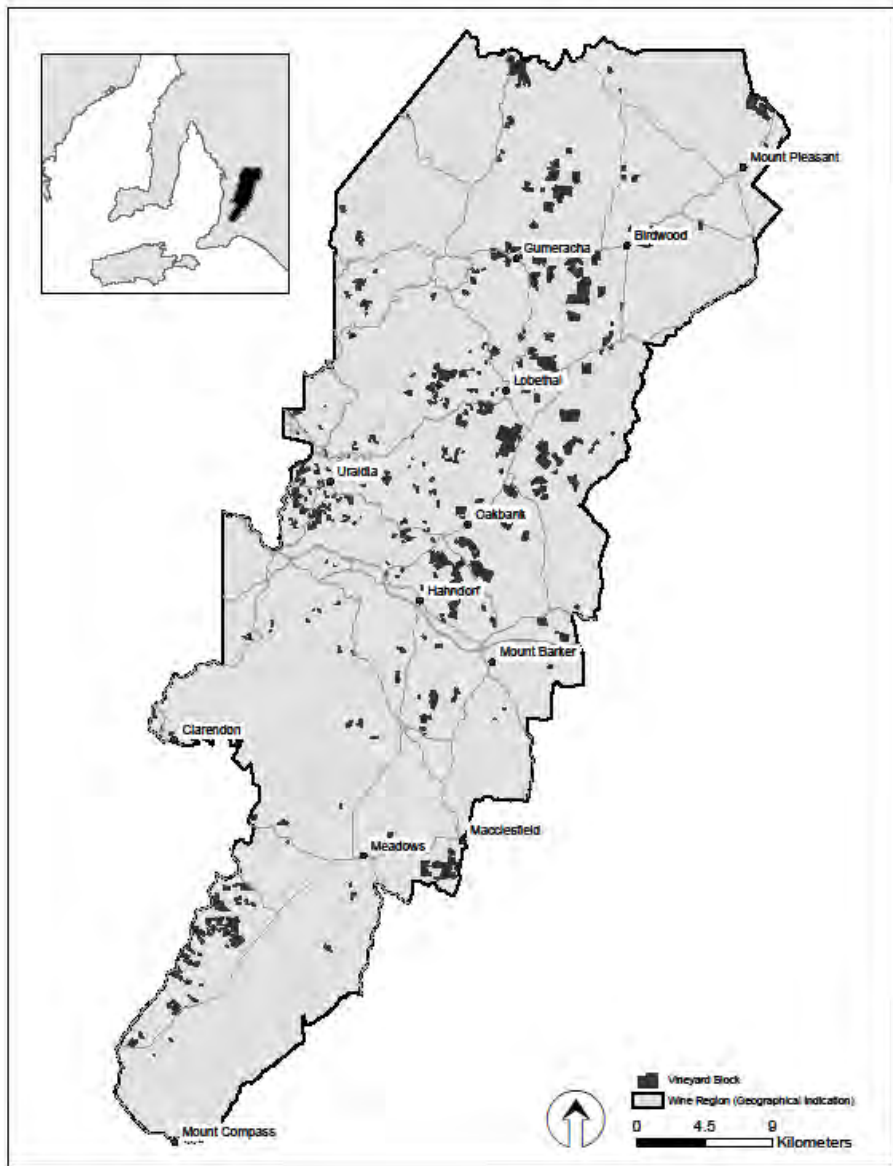 Mount Pleasant
Birdwood
Gumeracha
Lobethal
Uraidla
Oakbank
Hahndorf
Mount Barker
Clarendon
Macclesfield
Meadows
Mount Compass
Vineyard Block
Wine Region (Geographical Indication)
0 4.5 9
Kilometers